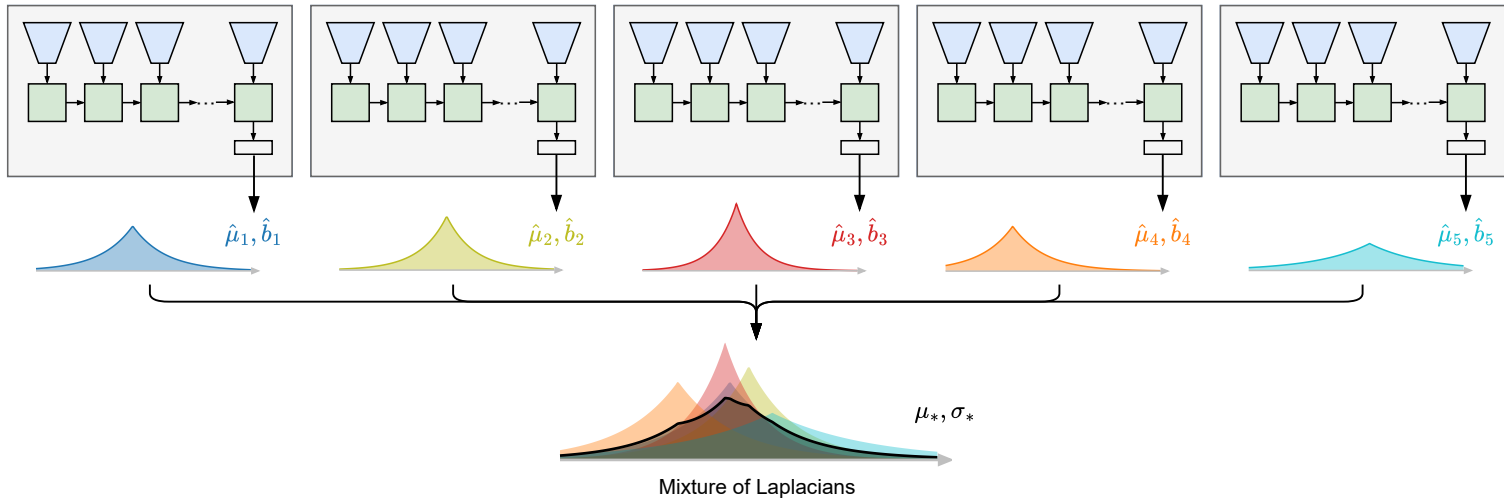 ... ... ... ... ...
μ̂₁, b̂₁ μ̂₂, b̂₂ μ̂₃, b̂₃ μ̂₄, b̂₄ μ̂₅, b̂₅
μ∗, σ∗
Mixture of Laplacians